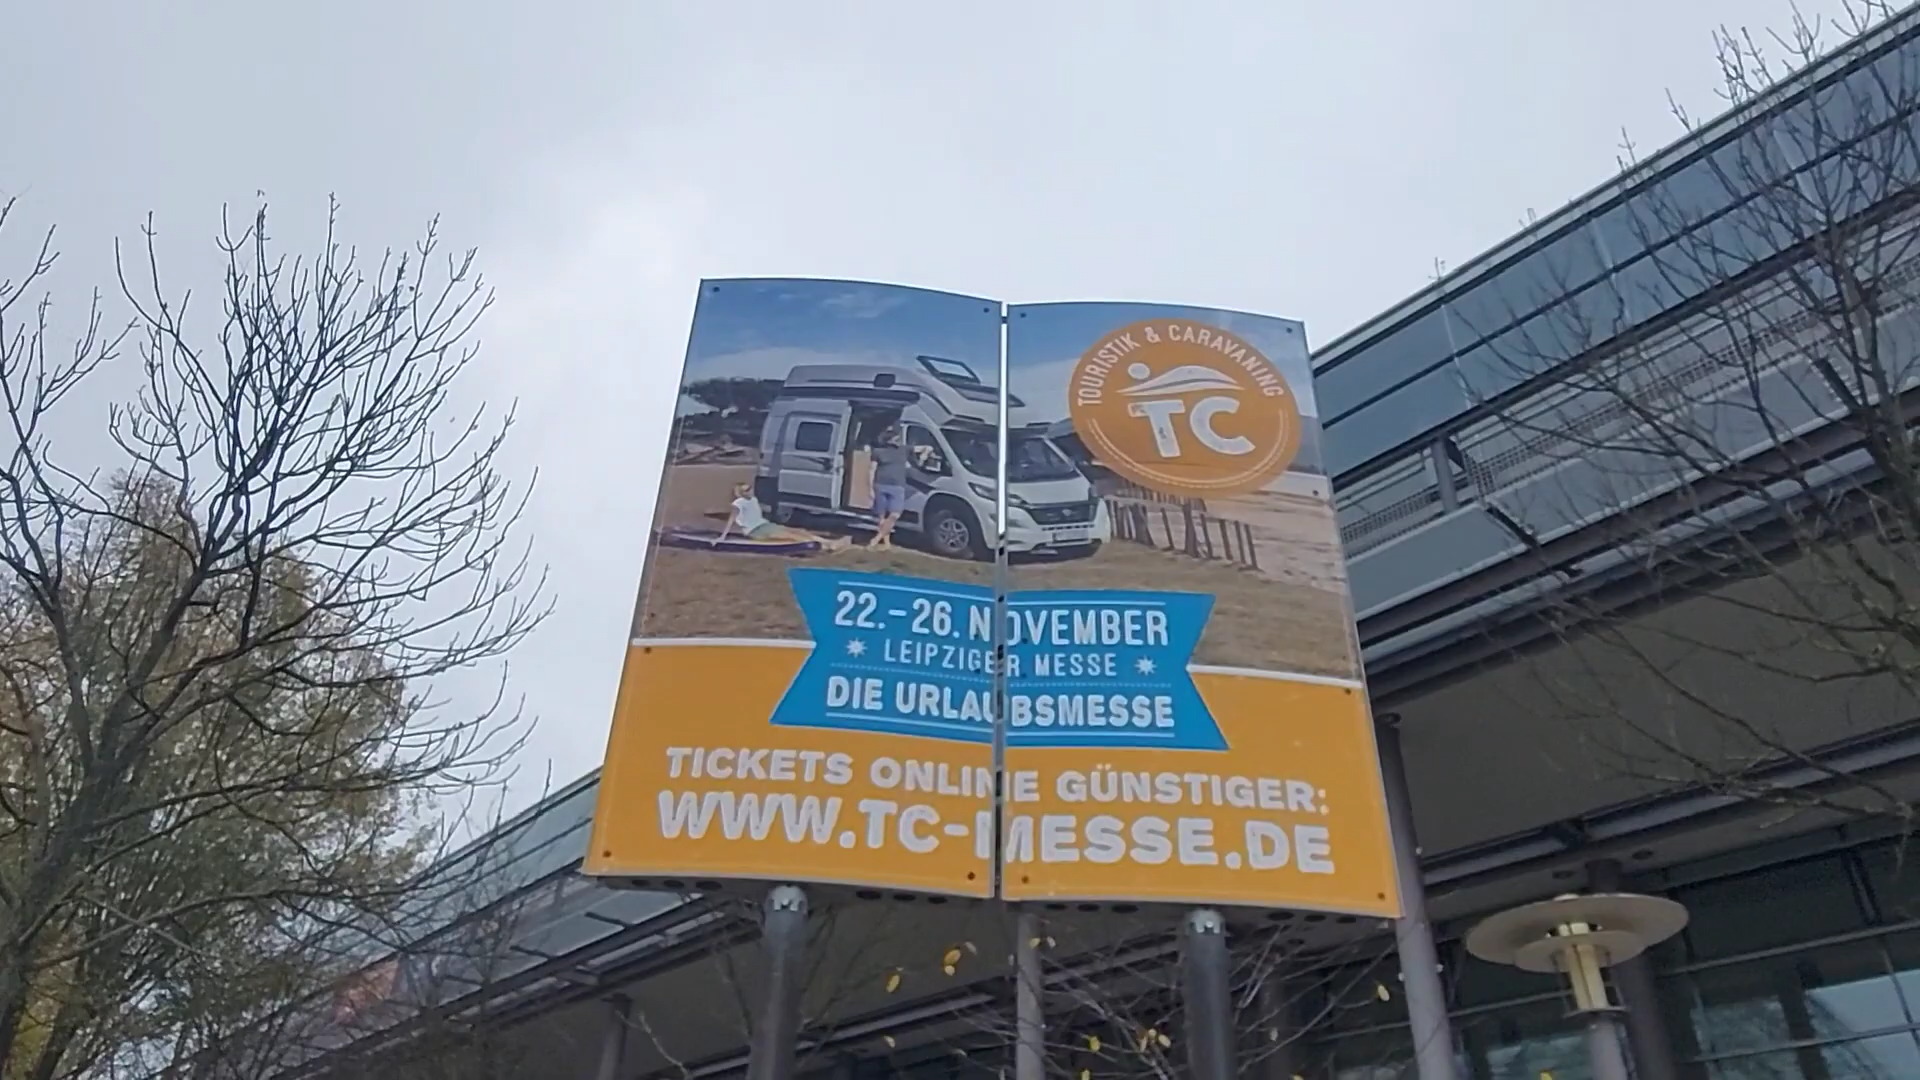 TOURISTIK & CARAVANING
TC
22.-26. NOVEMBER
LEIPZIGER MESSE
DIE URLAUBSMESSE
TICKETS ONLINE GÜNSTIGER:
WWW.TC-MESSE.DE